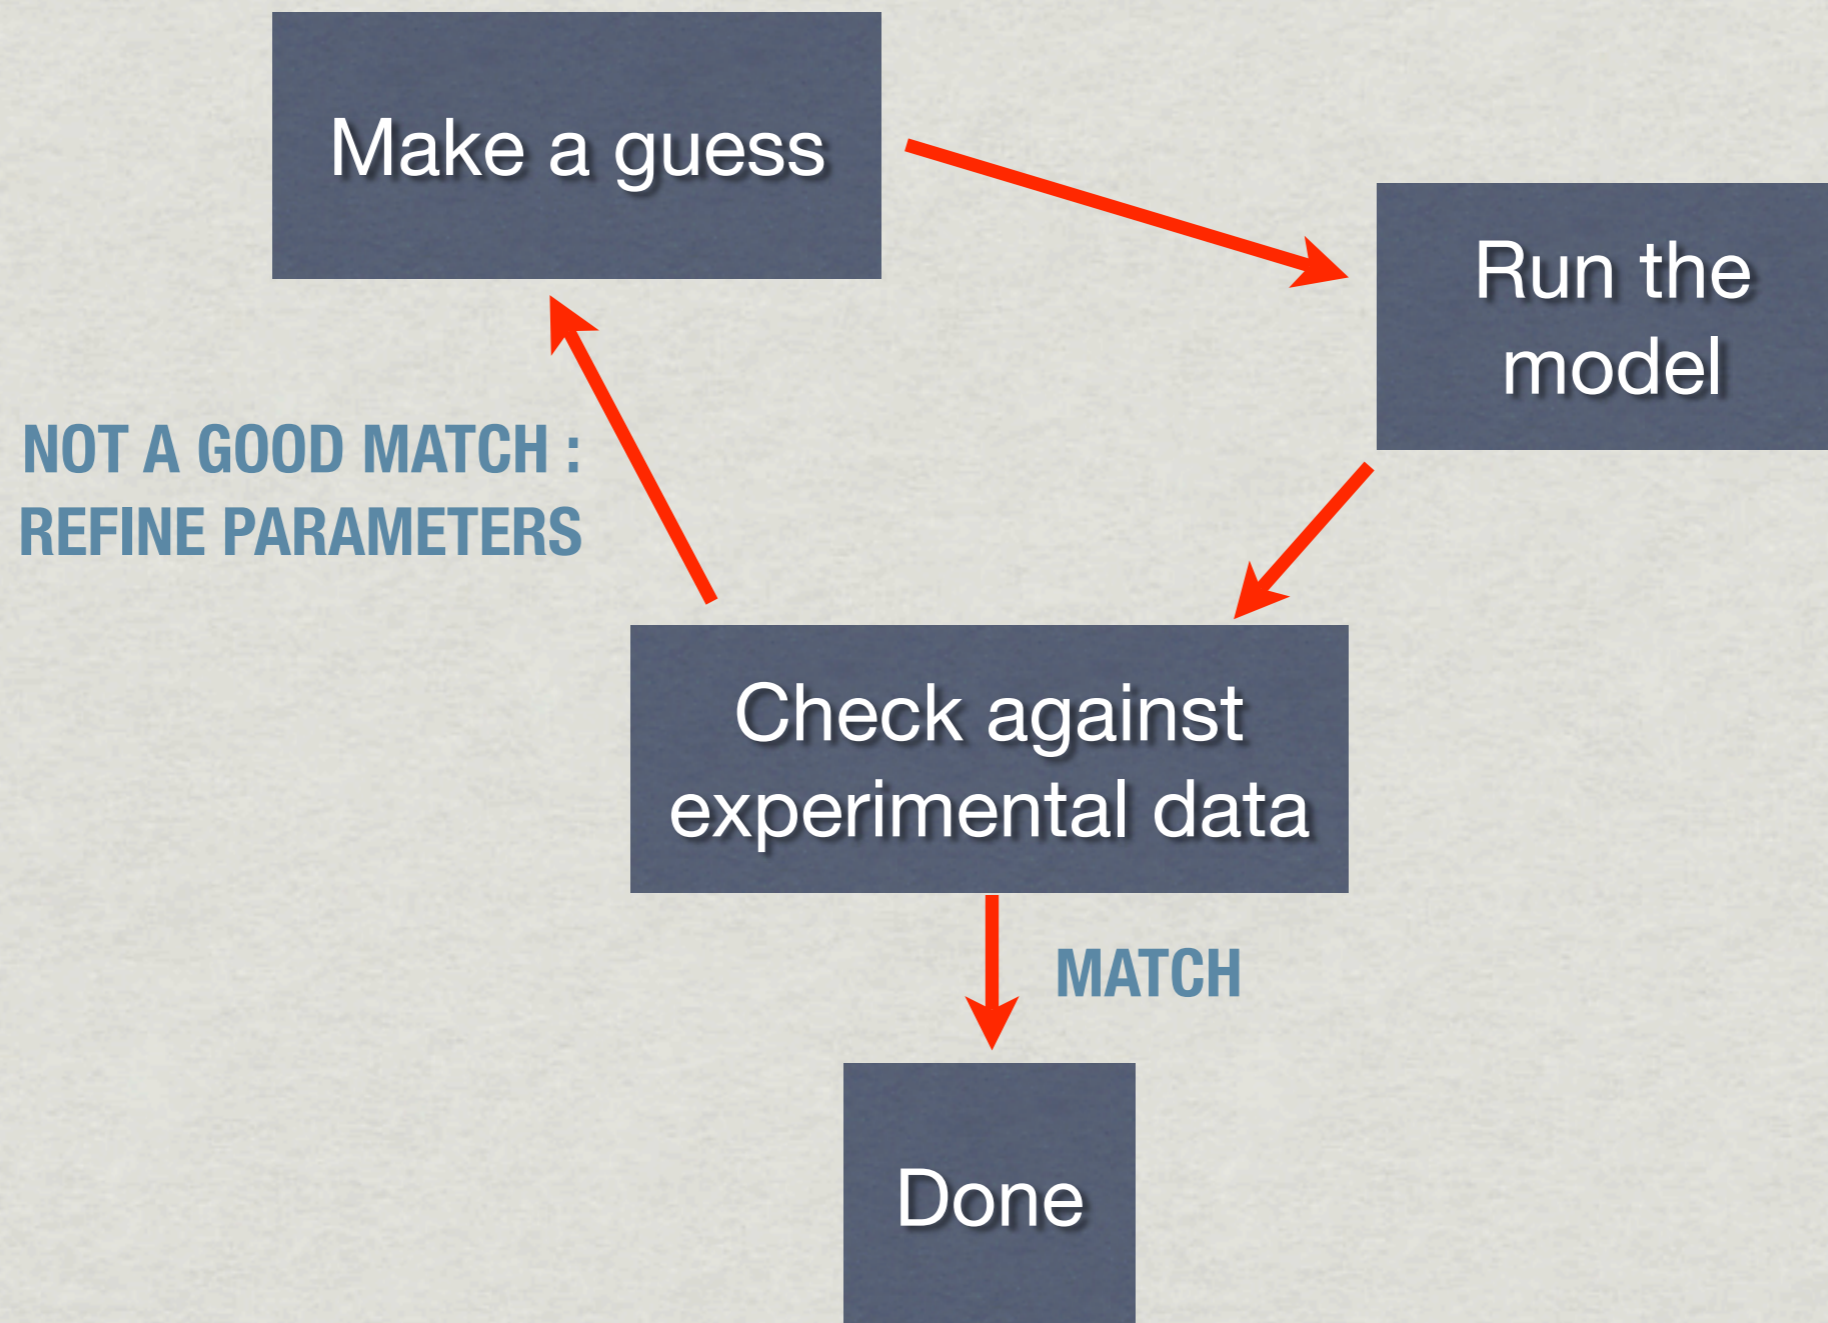 Make a guess
Run the
model
NOT A GOOD MATCH :
REFINE PARAMETERS
Check against
experimental data
MATCH
Done